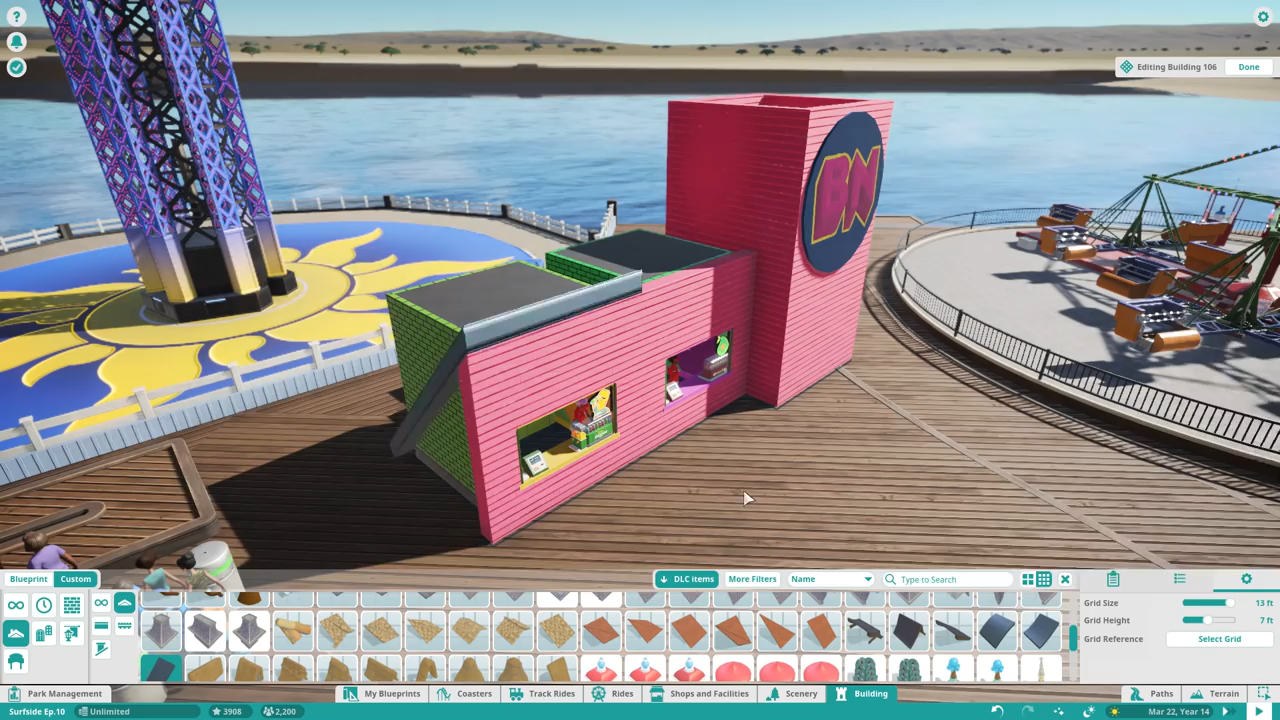 ?
Editing Building 106
Done
BN
Blueprint
Custom
DLC items
More Filters
Name
Type to Search
Grid Size
13 ft
Grid Height
7 ft
Grid Reference
Select Grid
Park Management
My Blueprints
Coasters
Track Rides
Rides
Shops and Facilities
Scenery
Building
Paths
Terrain
Surfside Ep.10
Unlimited
3908
2,200
Mar 22, Year 14